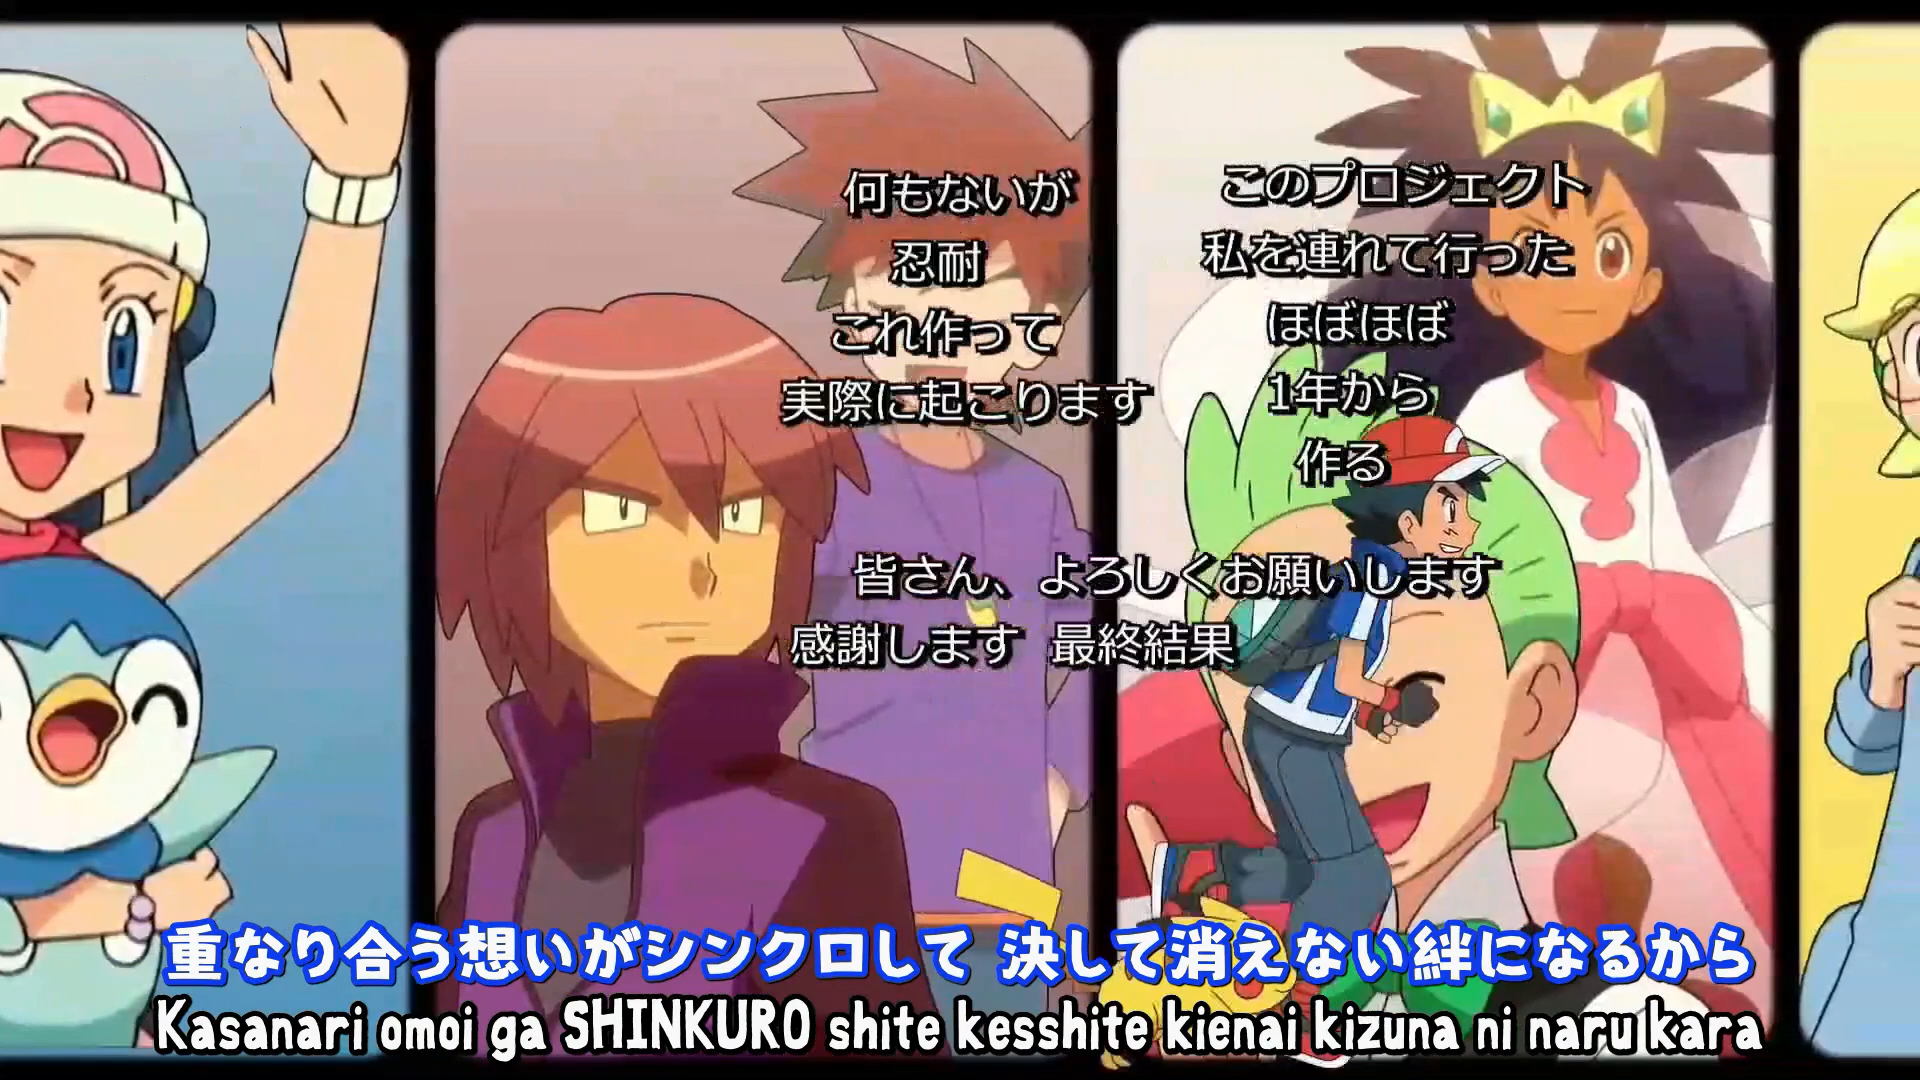 何もないが
忍耐
これ作って
実際に起こります
このプロジェクト
私を連れて行った
ほぼほぼ
1年から
作る
皆さん、よろしくお願いします
感謝します 最終結果
重なり合う想いがシンクロして 決して消えない絆になるから
Kasanari omoi ga SHINKURO shite kesshite kienai kizuna ni naru kara